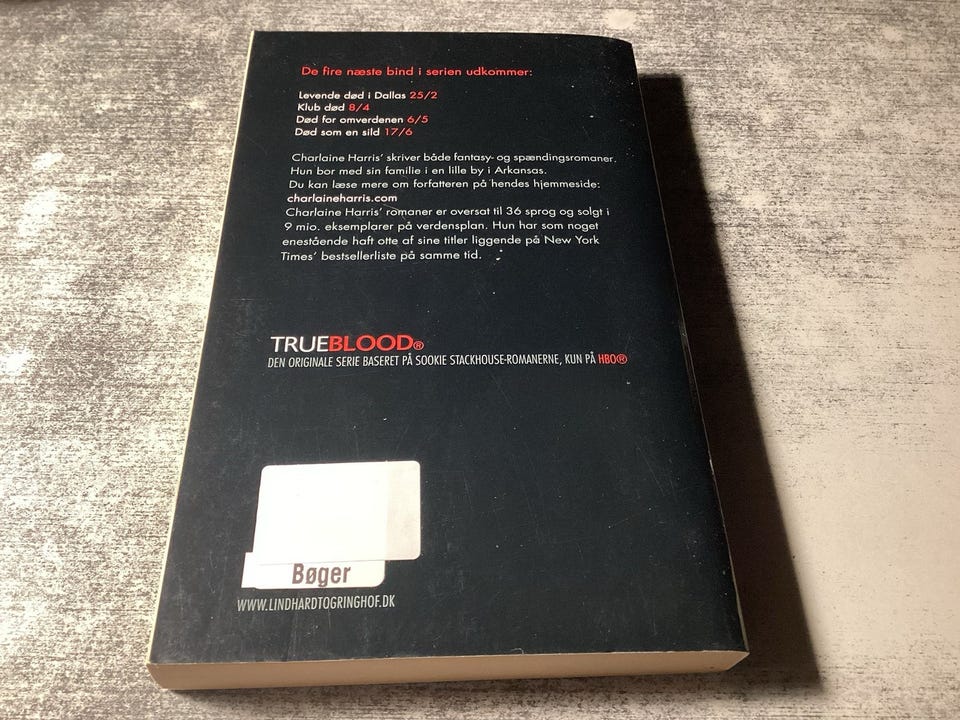 De fire næste bind i serien udkommer:
Levende død i Dallas 25/2
Klub død 8/4
Død for omverdenen 6/5
Død som en sild 17/6
Charlaine Harris' skriver både fantasy- og spændingsromaner.
Hun bor med sin familie i en lille by i Arkansas.
Du kan læse mere om forfatteren på hendes hjemmeside:
charlaineharris.com
Charlaine Harris' romaner er oversat til 36 sprog og solgt i
9 mio. eksemplarer på verdensplan. Hun har som noget
enestående haft otte af sine titler liggende på New York
Times' bestsellerliste på samme tid.
TRUEBLOOD®
DEN ORIGINALE SERIE BASERET PÅ SOOKIE STACKHOUSE-ROMANERNE, KUN PÅ HBO®
Bøger
WWW.LINDHARDTOGRINGHOF.DK